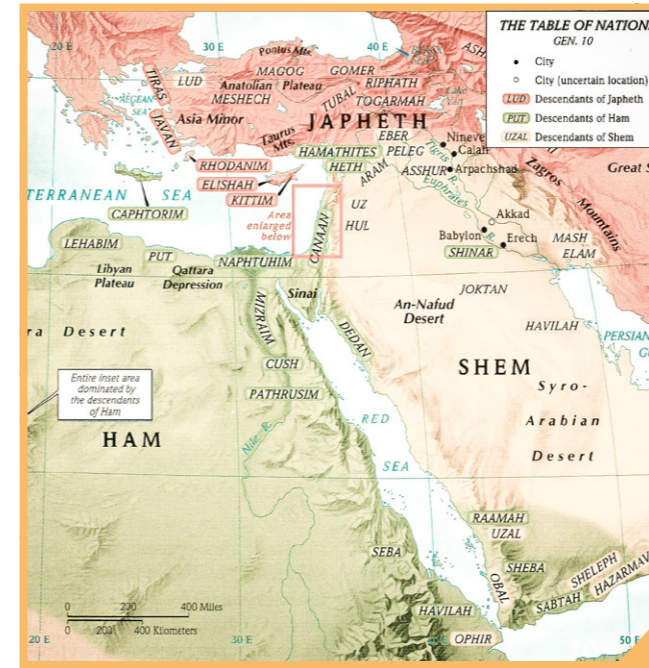 THE TABLE OF NATIONS
GEN. 10
City
City (uncertain location)
LUD Descendants of Japheth
PUT Descendants of Ham
UZAL Descendants of Shem
20 E
30 E
40 E
Pontus Mts.
MAGOG
GOMER
LUD
Anatolian Plateau
RIPHATH
TIRAS
MESHECH
TUBAL
TOGARMAH
Lake
Van
AEGEAN
SEA
Asia Minor
JAPHETH
JAVAN
Taurus
Mts.
EBER
Nineve
HAMATHITES
PELEG
Calah
RHODANIM
HETH
ARAM
ASSHUR
Arpachshad
Tigris R.
Zagros
Mountains
Great S
ELISHAH
KITTIM
Euphrates R.
TERRANEAN SEA
Area
enlarged
below
UZ
HUL
Akkad
CAPHTORIM
CANAAN
Babylon
Erech
MASH
SHINAR
ELAM
LEHABIM
PUT
NAPHTUHIM
Libyan
Plateau
Qattara
Depression
Sinai
JOKTAN
An-Nafud
Desert
MIZRAIM
DEDAN
HAVILAH
PERSIAN
ra Desert
CUSH
SHEM
Syro-
Arabian
Desert
Entire inset area
dominated by
the descendants
of Ham
PATHRUSIM
RED
SEA
HAM
Nile R.
RAAMAH
UZAL
SEBA
SHEBA
SHELEPH
HAZARMAV
OBAL
SABTAH
HAVILAH
OPHIR
0 200 400 Miles
0 200 400 Kilometers
20 E
30 E
50 E